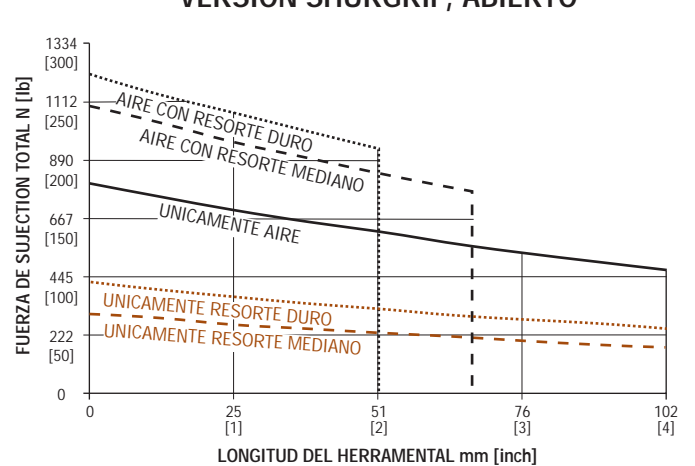 VERSION SHURGRIP, ABIERTO
FUERZA DE SUJECTION TOTAL N [lb]
1334
[300]
1112
[250]
890
[200]
667
[150]
445
[100]
222
[50]
0
AIRE CON RESORTE DURO
AIRE CON RESORTE MEDIANO
UNICAMENTE AIRE
UNICAMENTE RESORTE DURO
UNICAMENTE RESORTE MEDIANO
0 25 51 76 102
[1] [2] [3] [4]
LONGITUD DEL HERRAMENTAL mm [inch]